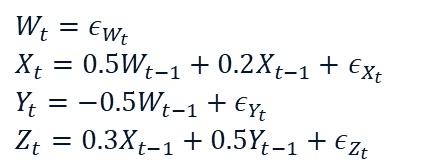 W_t = ϵ_{W_t}
X_t = 0.5W_{t−1} + 0.2X_{t−1} + ϵ_{X_t}
Y_t = −0.5W_{t−1} + ϵ_{Y_t}
Z_t = 0.3X_{t−1} + 0.5Y_{t−1} + ϵ_{Z_t}